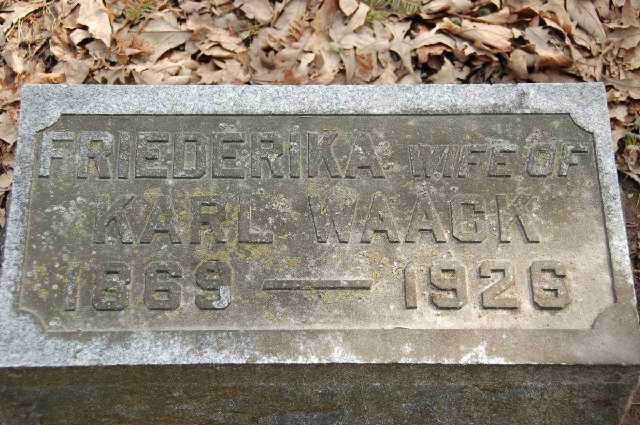 FRIEDERIKA WIFE OF
KARL WAACK
1869 — 1926